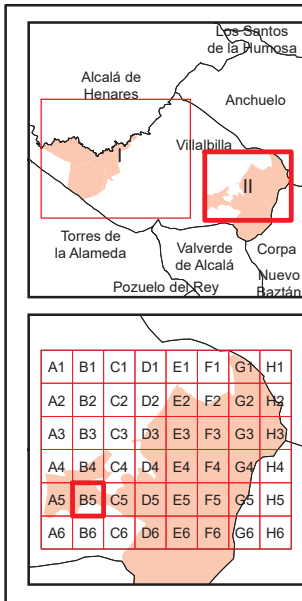 Los Santos
de la Humosa
Alcalá de
Henares
Anchuelo
Villalbilla
I
II
Torres de
la Alameda
Valverde
de Alcalá
Corpa
Nuevo
Baztán
Pozuelo del Rey
A1 B1 C1 D1 E1 F1 G1 H1
A2 B2 C2 D2 E2 F2 G2 H2
A3 B3 C3 D3 E3 F3 G3 H3
A4 B4 C4 D4 E4 F4 G4 H4
A5 B5 C5 D5 E5 F5 G5 H5
A6 B6 C6 D6 E6 F6 G6 H6